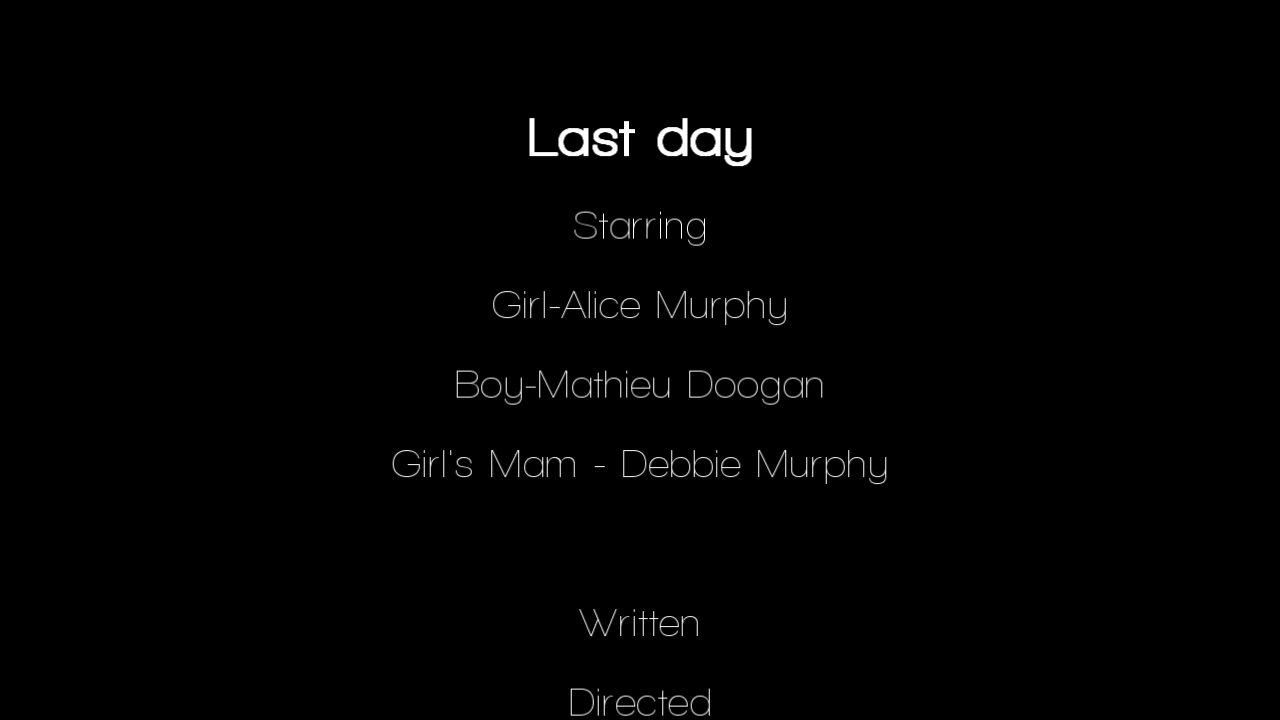 Last day
Starring
Girl-Alice Murphy
Boy-Mathieu Doogan
Girl's Mam - Debbie Murphy
Written
Directed